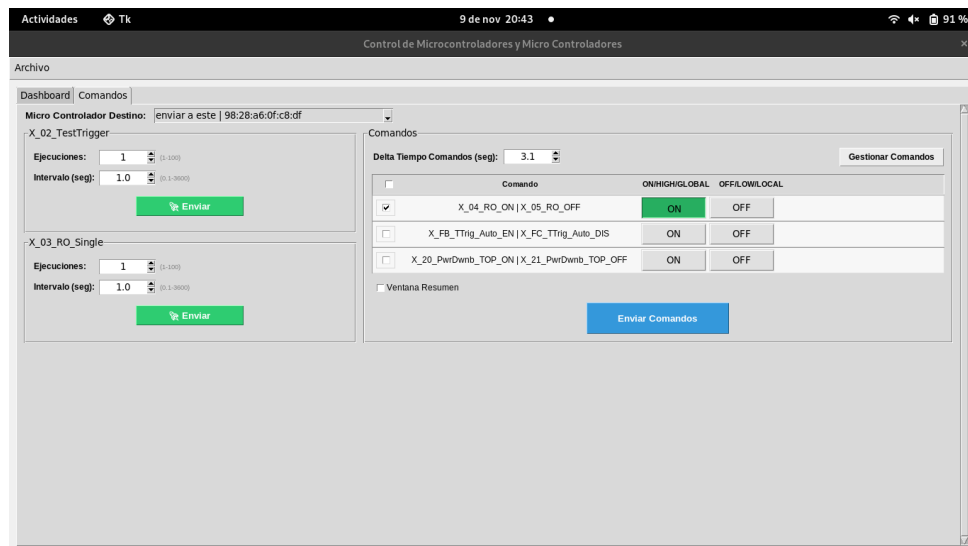 Actividades Tk 9 de nov 20:43 91 %
Control de Microcontroladores y Micro Controladores ×
Archivo
Dashboard Comandos
Micro Controlador Destino: enviar a este | 98:28:a6:0f:c8:df
X_02_TestTrigger
Ejecuciones: 1 (1-100)
Intervalo (seg): 1.0 (0.1-3600)
Enviar
X_03_RO_Single
Ejecuciones: 1 (1-100)
Intervalo (seg): 1.0 (0.1-3600)
Enviar
Comandos
Delta Tiempo Comandos (seg): 3.1 Gestionar Comandos
Comando ON/HIGH/GLOBAL OFF/LOW/LOCAL
X_04_RO_ON | X_05_RO_OFF ON OFF
X_FB_TTrig_Auto_EN | X_FC_TTrig_Auto_DIS ON OFF
X_20_PwrDwnb_TOP_ON | X_21_PwrDwnb_TOP_OFF ON OFF
Ventana Resumen
Enviar Comandos